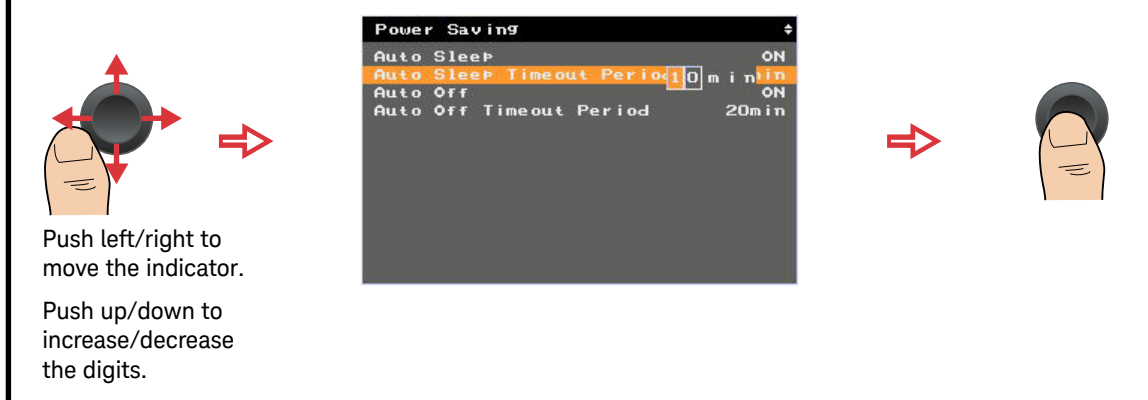 Power Saving
Auto Sleep ON
Auto Sleep Timeout Perio 10 min in
Auto Off ON
Auto Off Timeout Period 20min
Push left/right to
move the indicator.
Push up/down to
increase/decrease
the digits.